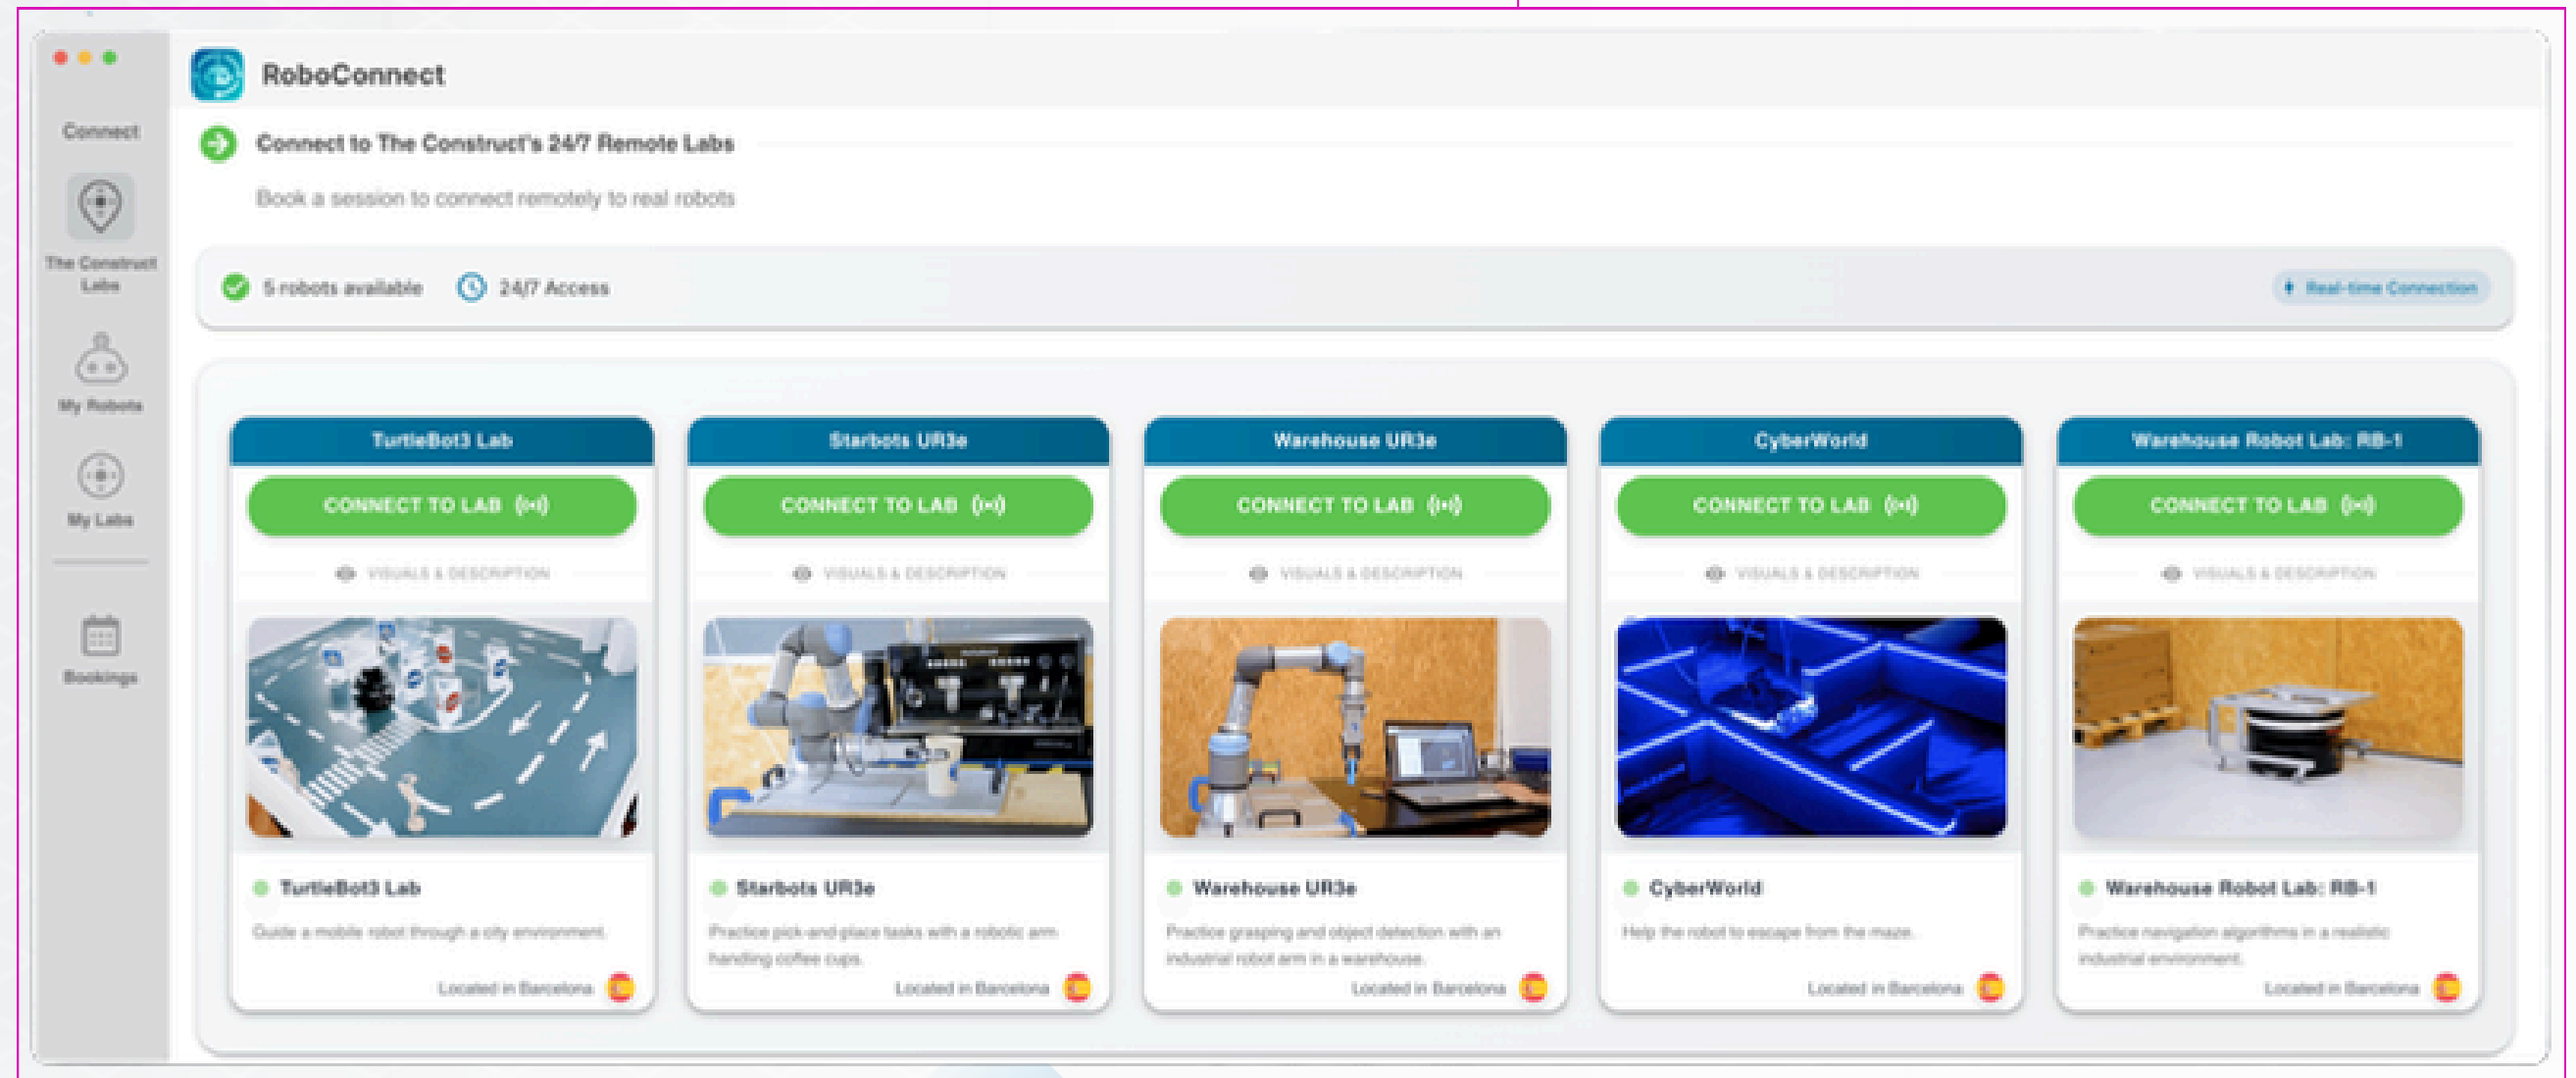 RoboConnect
Connect
Connect to The Construct's 24/7 Remote Labs
Book a session to connect remotely to real robots
The Construct
Labs
5 robots available
24/7 Access
Real-time Connection
My Robots
My Labs
Bookings
TurtleBot3 Lab
CONNECT TO LAB
VISUALS & DESCRIPTION
TurtleBot3 Lab
Guide a mobile robot through a city environment.
Located in Barcelona
Starbots UR3e
CONNECT TO LAB
VISUALS & DESCRIPTION
Starbots UR3e
Practice pick-and-place tasks with a robotic arm
handling coffee cups.
Located in Barcelona
Warehouse UR3e
CONNECT TO LAB
VISUALS & DESCRIPTION
Warehouse UR3e
Practice grasping and object detection with an
industrial robot arm in a warehouse.
Located in Barcelona
CyberWorld
CONNECT TO LAB
VISUALS & DESCRIPTION
CyberWorld
Help the robot to escape from the maze.
Located in Barcelona
Warehouse Robot Lab: RB-1
CONNECT TO LAB
VISUALS & DESCRIPTION
Warehouse Robot Lab: RB-1
Practice navigation algorithms in a realistic
industrial environment.
Located in Barcelona